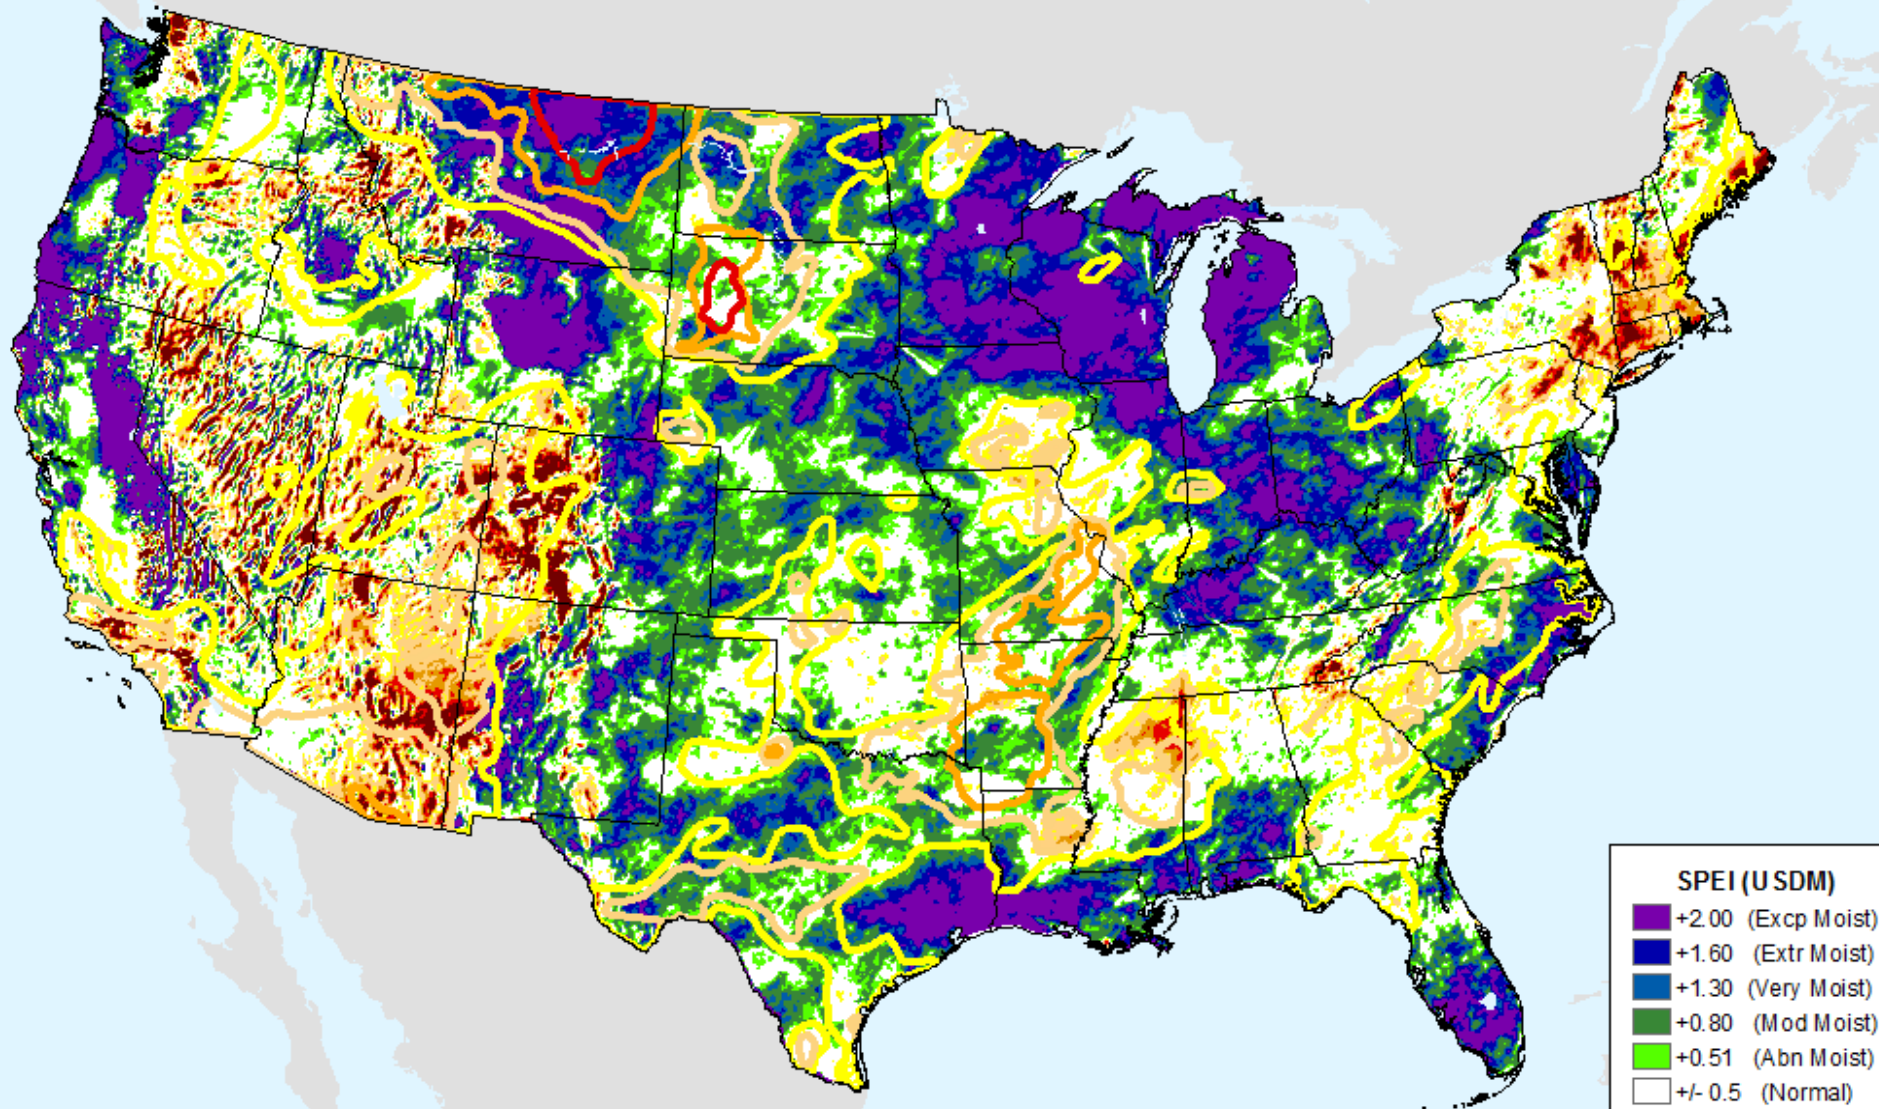 SPEI (USDM)
+2.00 (Excp Moist)
+1.60 (Extr Moist)
+1.30 (Very Moist)
+0.80 (Mod Moist)
+0.51 (Abn Moist)
+/- 0.5 (Normal)